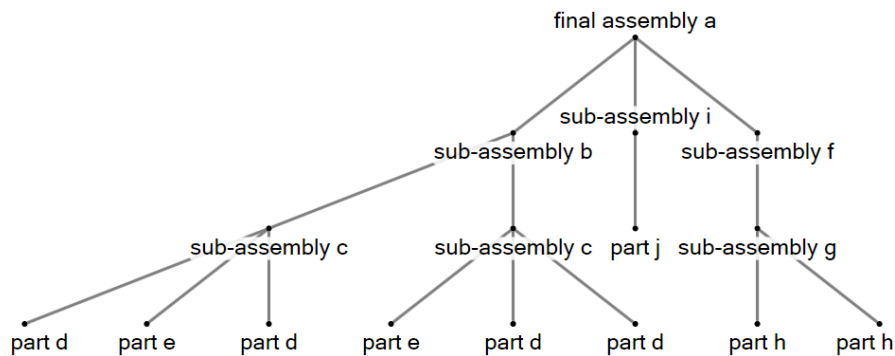 final assembly a
sub-assembly i
sub-assembly b
sub-assembly f
sub-assembly c
sub-assembly c
part j
sub-assembly g
part d
part e
part d
part e
part d
part d
part h
part h